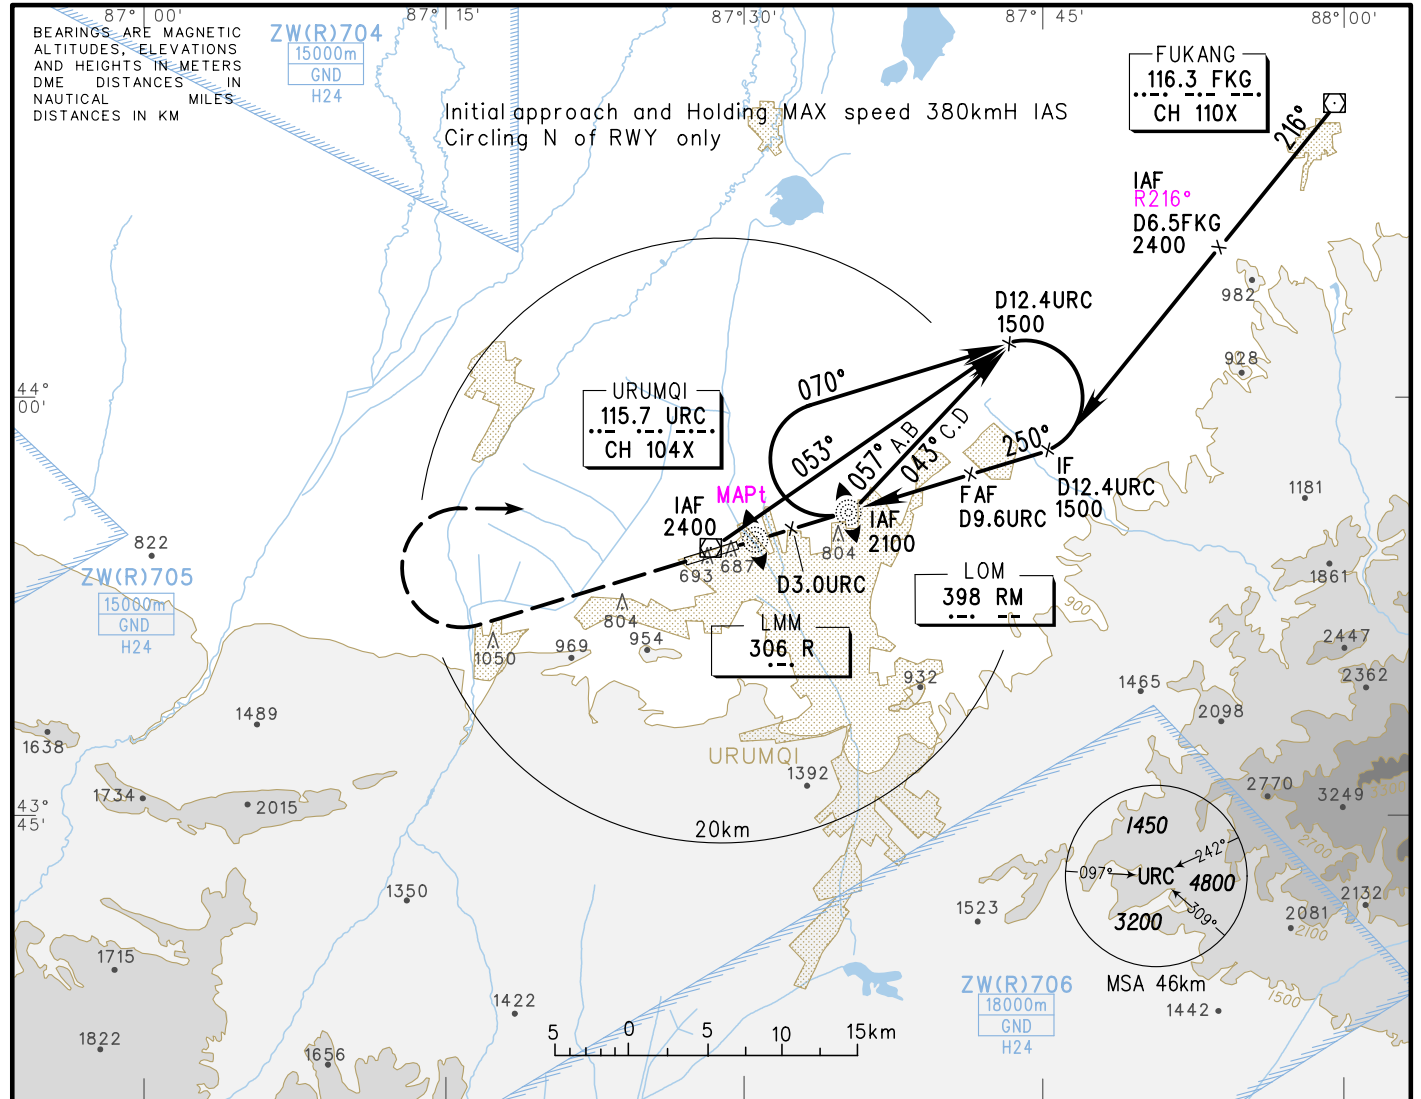 87° 00'
87° 15'
87° 30'
87° 45'
88° 00'
BEARINGS ARE MAGNETIC
ALTITUDES, ELEVATIONS
AND HEIGHTS IN METERS
DME DISTANCES IN
NAUTICAL MILES
DISTANCES IN KM
ZW(R)704
15000m
GND
H24
Initial approach and Holding MAX speed 380kmH IAS
Circling N of RWY only
FUKANG
116.3 FKG
CH 110X
216°
IAF
R216°
D6.5FKG
2400
982
928
D12.4URC
1500
44°
00'
070°
URUMQI
115.7 URC
CH 104X
053°
057° A.B
043° C.D
250°
IF
D12.4URC
1500
FAF
D9.6URC
1181
MAPt
IAF
2400
IAF
2100
804
693
687
D3.0URC
822
ZW(R)705
15000m
GND
H24
1861
LOM
398 RM
900
804
LMM
306 R
954
969
1050
2447
2362
932
1465
2098
1489
1638
URUMQI
1392
2770
3249
3300
1734
2015
43°
45'
20km
1450
242°
097°
URC
4800
309°
3200
MSA 46km
2700
1350
1523
2132
2081
2100
1715
ZW(R)706
18000m
GND
H24
1500
1442
1422
1822
1656
5 0 5 10 15km